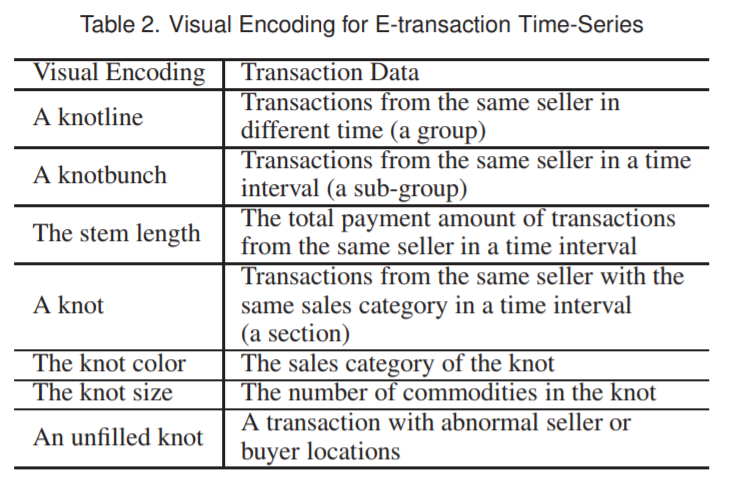 Table 2. Visual Encoding for E-transaction Time-Series
Visual Encoding Transaction Data
A knotline
Transactions from the same seller in
different time (a group)
A knotbunch
Transactions from the same seller in a time
interval (a sub-group)
The stem length
The total payment amount of transactions
from the same seller in a time interval
A knot
Transactions from the same seller with the
same sales category in a time interval
(a section)
The knot color The sales category of the knot
The knot size The number of commodities in the knot
An unfilled knot
A transaction with abnormal seller or
buyer locations